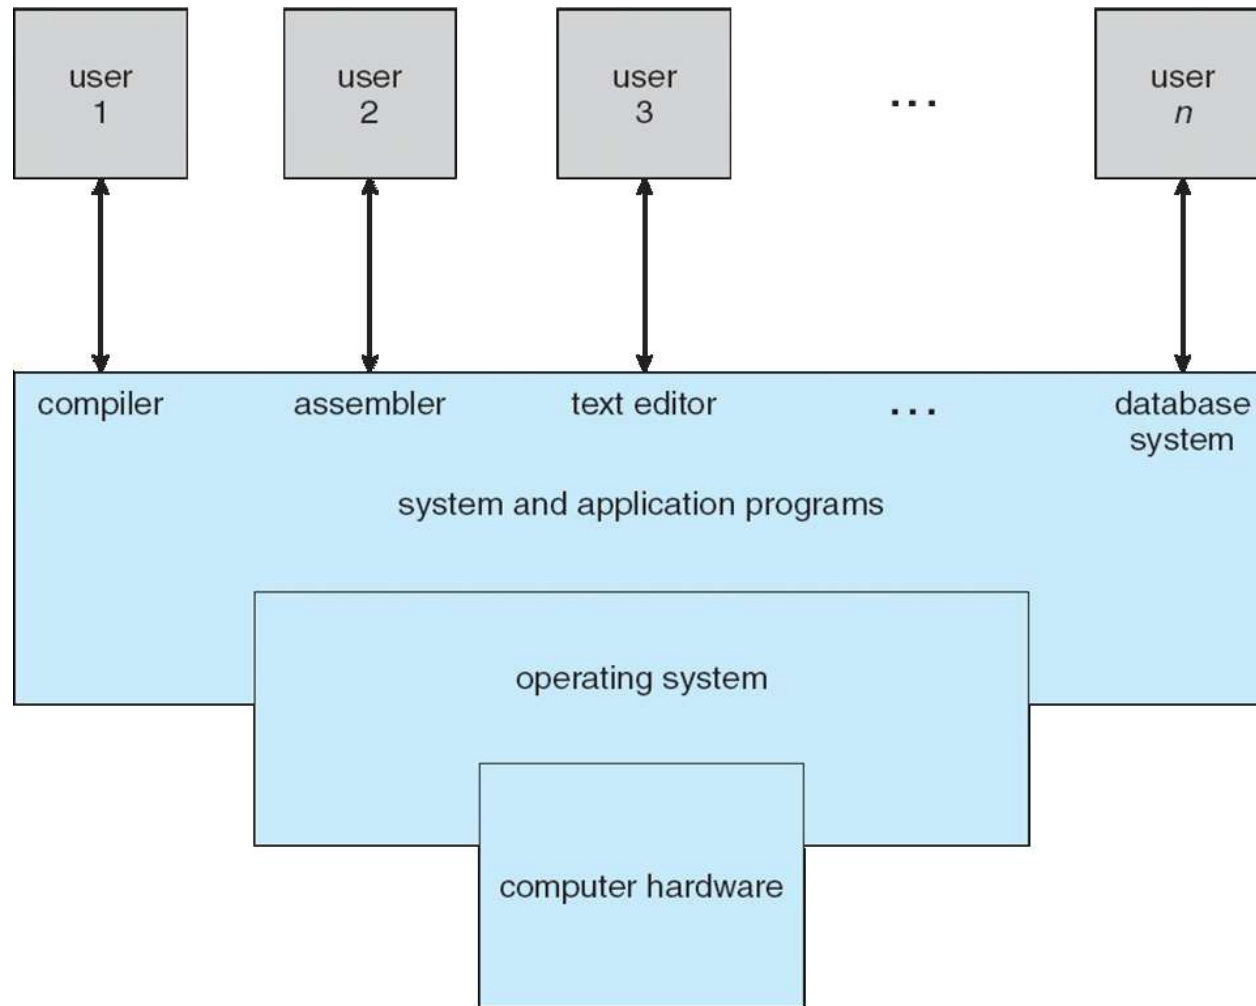 user
1
user
2
user
3
...
user
n
compiler
assembler
text editor
...
database
system
system and application programs
operating system
computer hardware